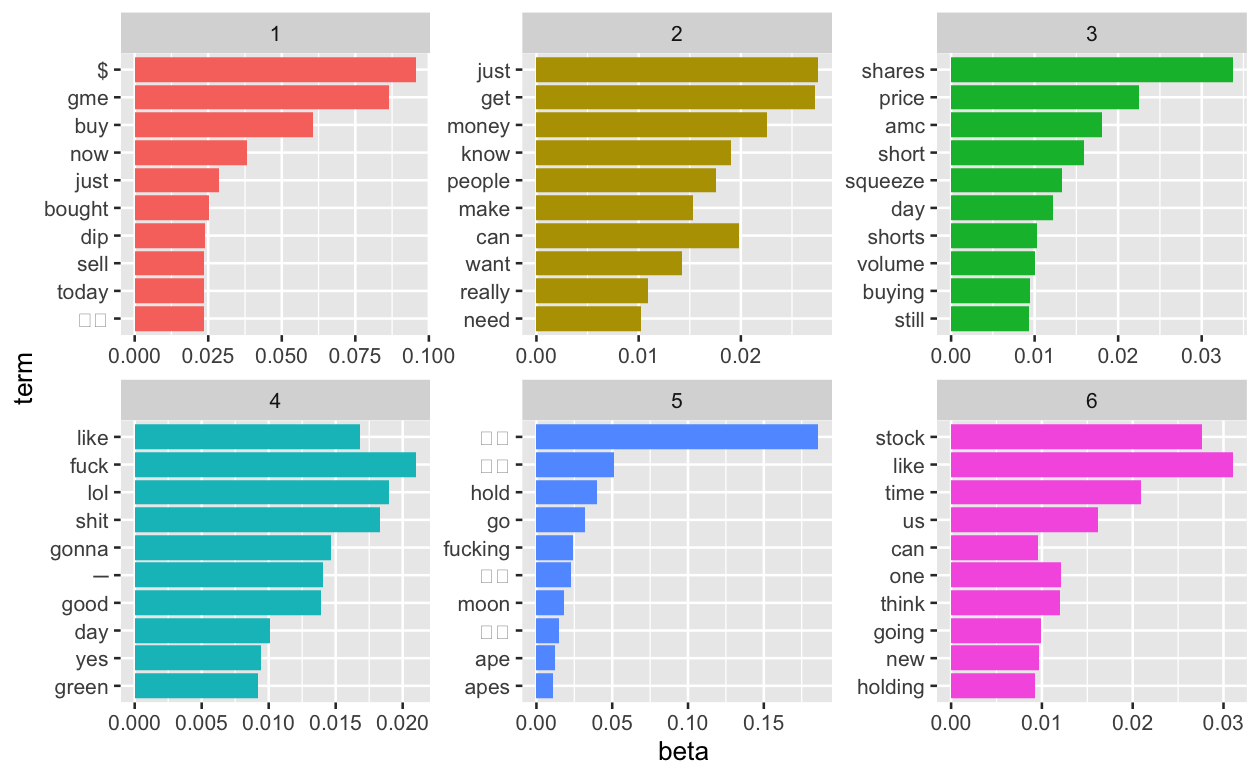 1
$
gme
buy
now
just
bought
dip
sell
today
0.000 0.025 0.050 0.075 0.100
2
just
get
money
know
people
make
can
want
really
need
0.00 0.01 0.02
3
shares
price
amc
short
squeeze
day
shorts
volume
buying
still
0.00 0.01 0.02 0.03
term
4
like
fuck
lol
shit
gonna
—
good
day
yes
green
0.000 0.005 0.010 0.015 0.020
5
hold
go
fucking
moon
ape
apes
0.00 0.05 0.10 0.15
6
stock
like
time
us
can
one
think
going
new
holding
0.00 0.01 0.02 0.03
beta